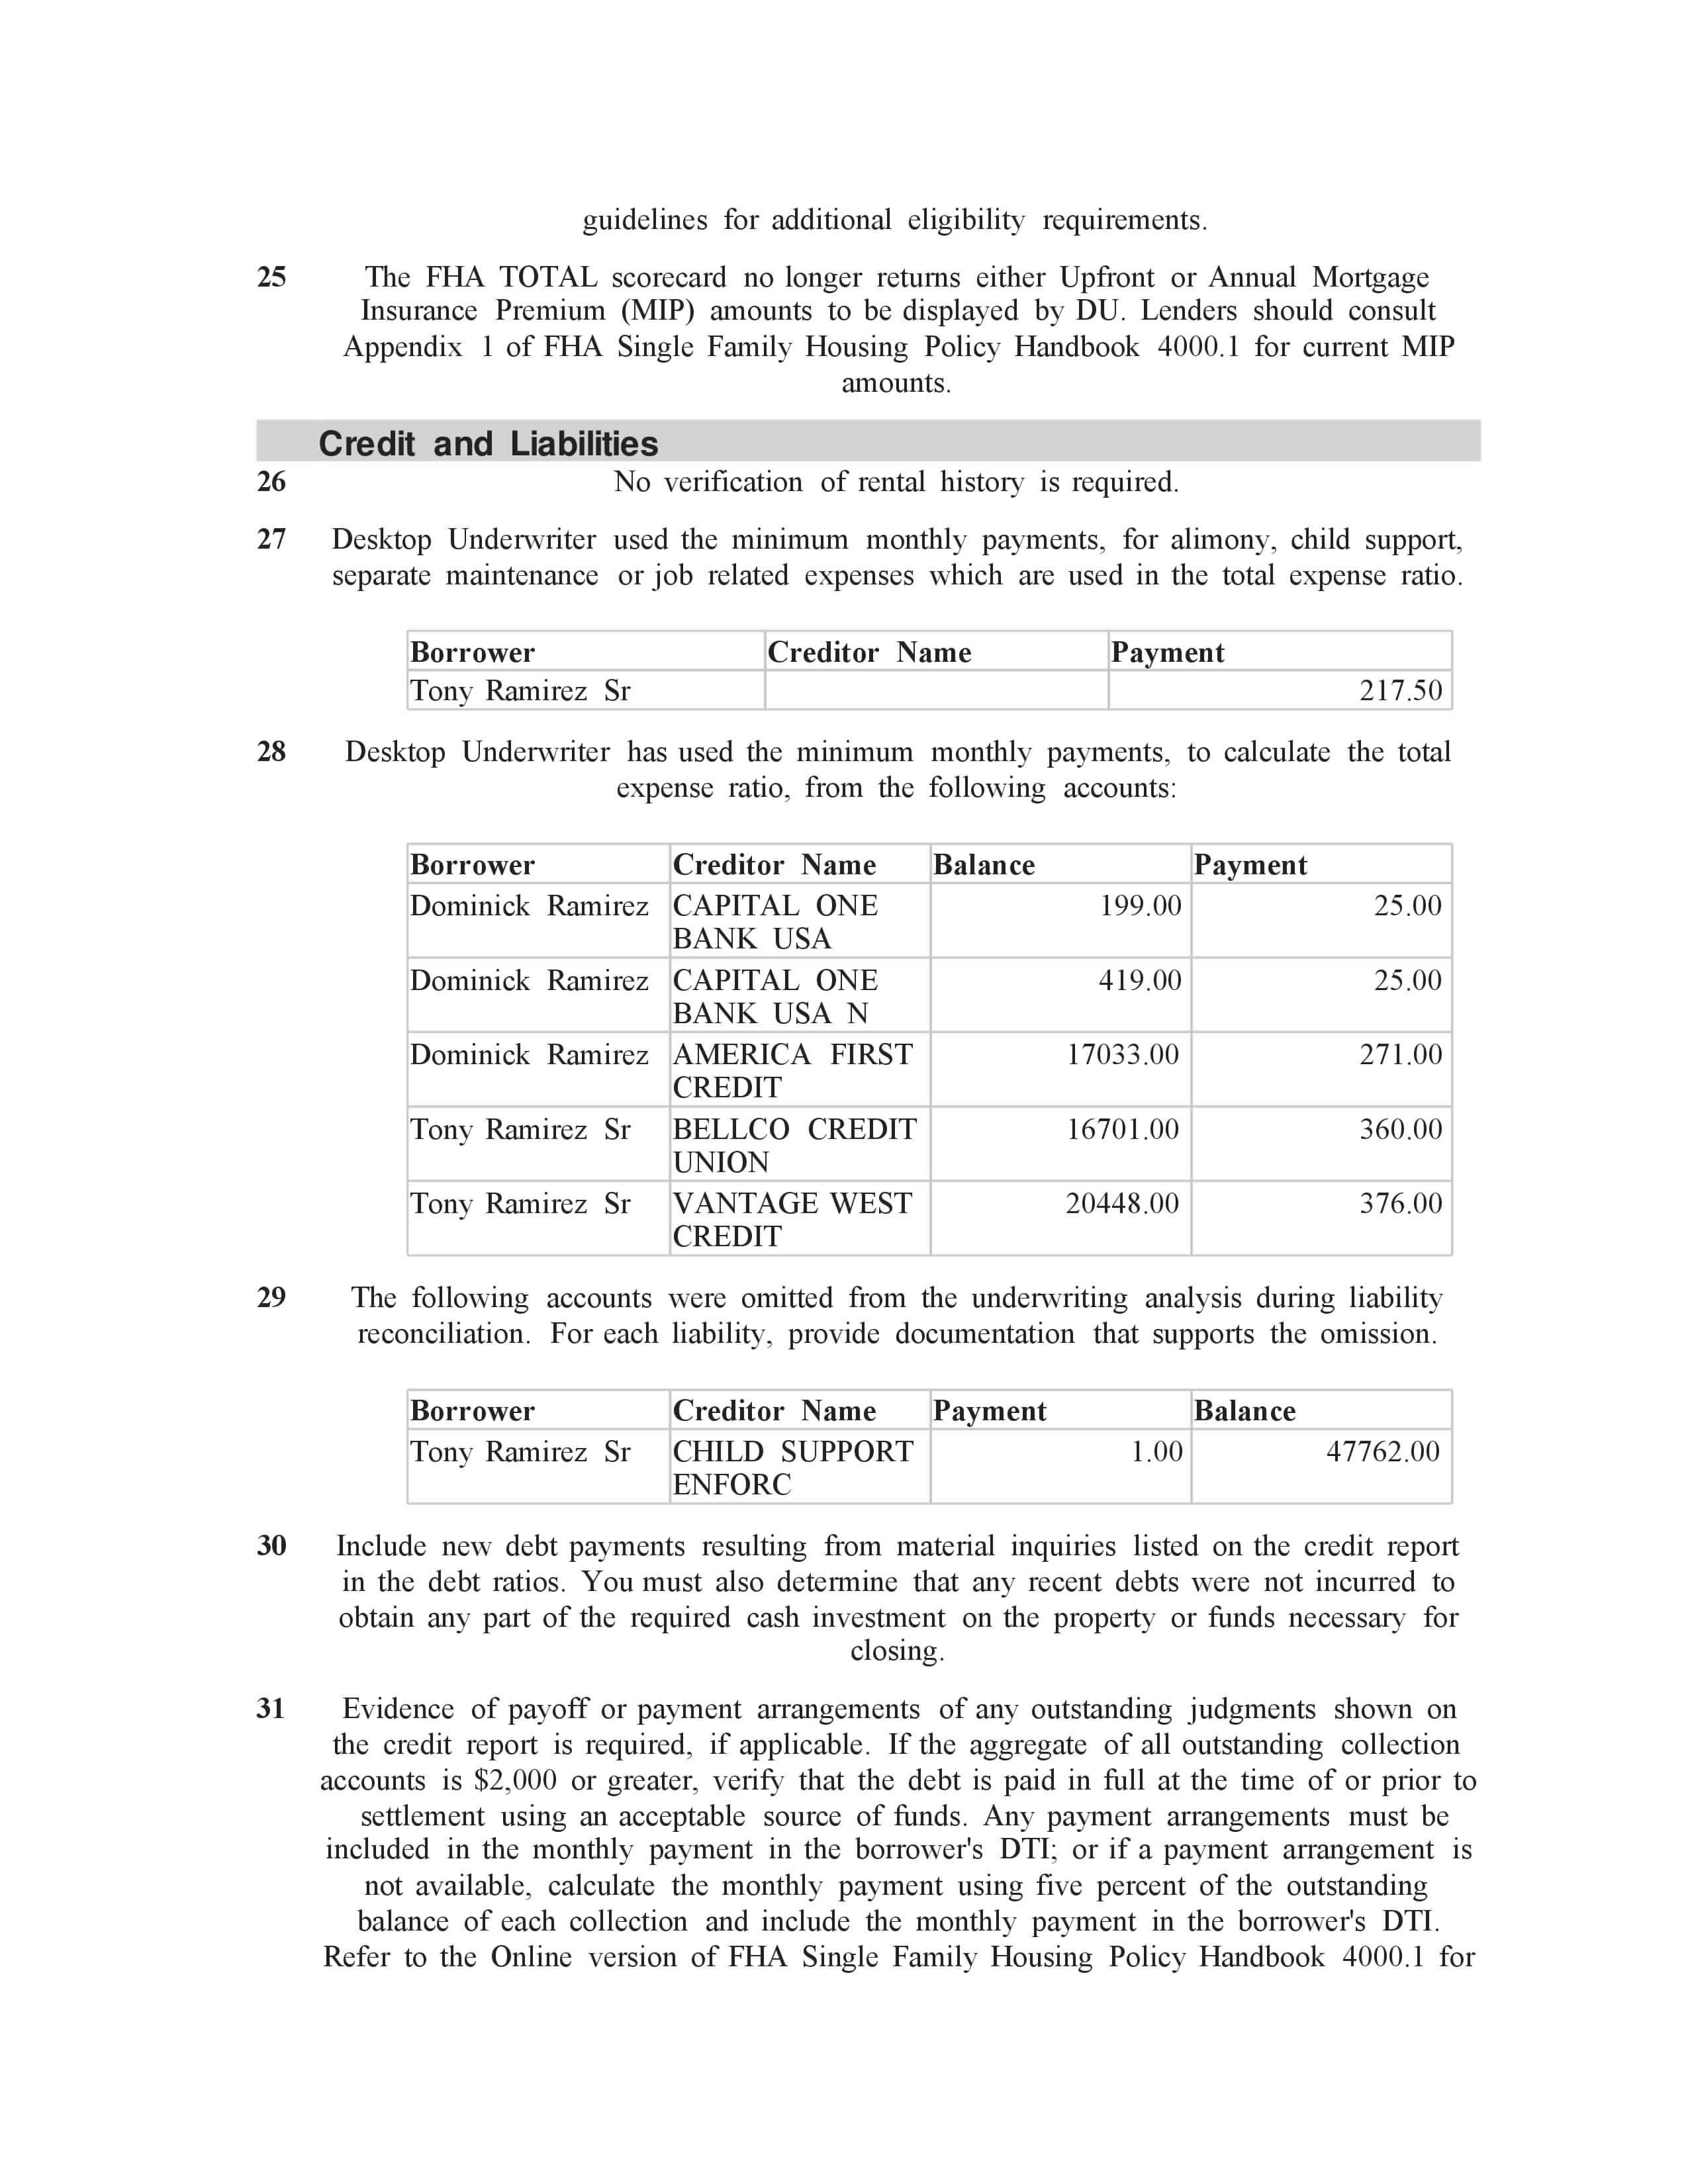 guidelines for additional eligibility requirements.
25 The FHA TOTAL scorecard no longer returns either Upfront or Annual Mortgage
Insurance Premium (MIP) amounts to be displayed by DU. Lenders should consult
Appendix 1 of FHA Single Family Housing Policy Handbook 4000.1 for current MIP
amounts.
Credit and Liabilities
26 No verification of rental history is required.
27 Desktop Underwriter used the minimum monthly payments, for alimony, child support,
separate maintenance or job related expenses which are used in the total expense ratio.
Borrower Creditor Name Payment
Tony Ramirez Sr 217.50
28 Desktop Underwriter has used the minimum monthly payments, to calculate the total
expense ratio, from the following accounts:
Borrower Creditor Name Balance Payment
Dominick Ramirez CAPITAL ONE 199.00 25.00
BANK USA
Dominick Ramirez CAPITAL ONE 419.00 25.00
BANK USA N
Dominick Ramirez AMERICA FIRST 17033.00 271.00
CREDIT
Tony Ramirez Sr BELLCO CREDIT 16701.00 360.00
UNION
Tony Ramirez Sr VANTAGE WEST 20448.00 376.00
CREDIT
29 The following accounts were omitted from the underwriting analysis during liability
reconciliation. For each liability, provide documentation that supports the omission.
Borrower Creditor Name Payment Balance
Tony Ramirez Sr CHILD SUPPORT 1.00 47762.00
ENFORC
30 Include new debt payments resulting from material inquiries listed on the credit report
in the debt ratios. You must also determine that any recent debts were not incurred to
obtain any part of the required cash investment on the property or funds necessary for
closing.
31 Evidence of payoff or payment arrangements of any outstanding judgments shown on
the credit report is required, if applicable. If the aggregate of all outstanding collection
accounts is $2,000 or greater, verify that the debt is paid in full at the time of or prior to
settlement using an acceptable source of funds. Any payment arrangements must be
included in the monthly payment in the borrower's DTI; or if a payment arrangement is
not available, calculate the monthly payment using five percent of the outstanding
balance of each collection and include the monthly payment in the borrower's DTI.
Refer to the Online version of FHA Single Family Housing Policy Handbook 4000.1 for